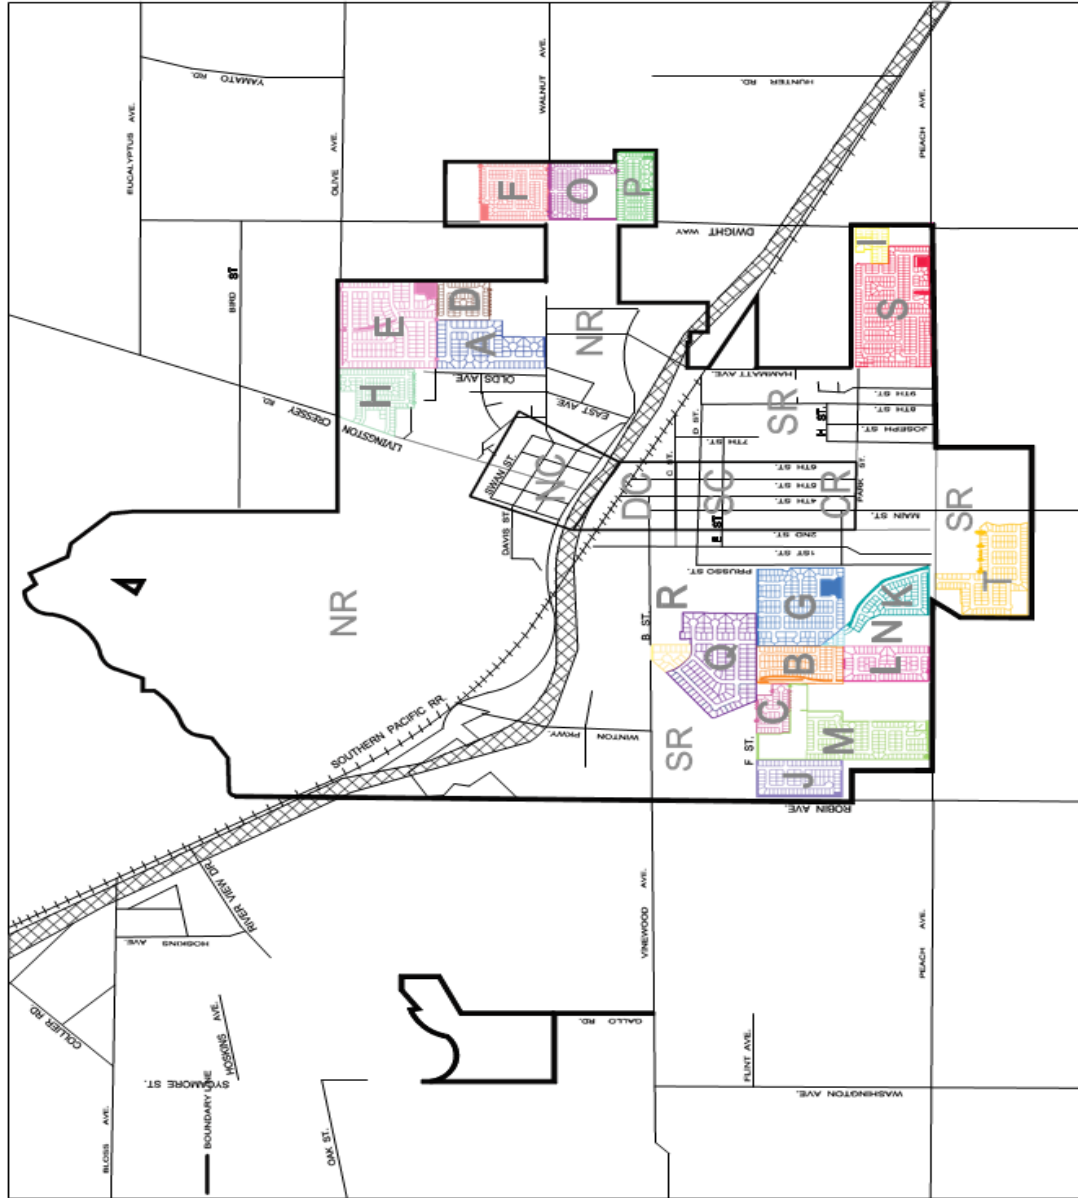 YAMATO RD.
EUCALYPTUS AVE.
OLIVE AVE.
WALNUT AVE.
HUNTER RD.
PEACH AVE.
F
O
P
DWIGHT WAY
BIRD ST
I
S
E
D
A
NR
H
OLDS AVE.
LIVINGSTON CRESSEY RD.
EAST AVE.
HAMMATT AVE.
D ST.
SR
H ST.
9TH ST.
8TH ST.
JOSEPH ST.
7TH ST.
C ST.
6TH ST.
5TH ST.
4TH ST.
PARK ST.
SWAN ST.
NC
DC
SC
CR
MAIN ST.
SR
DAVIS ST.
E ST
2ND ST.
1ST ST.
PRUSSO ST.
T
NR
B ST.
R
G
K
N
Q
B
L
C
SOUTHERN PACIFIC RR.
WINTON PKWY.
SR
F ST.
M
J
ROBIN AVE.
RIVER VIEW DR.
HOSKINS AVE.
VINEWOOD AVE.
PEACH AVE.
COLLIER RD.
HOSKINS AVE.
GALLO RD.
FLINT AVE.
SYCAMORE ST.
WASHINGTON AVE.
BOUNDARY LINE
BLOSS AVE.
OAK ST.